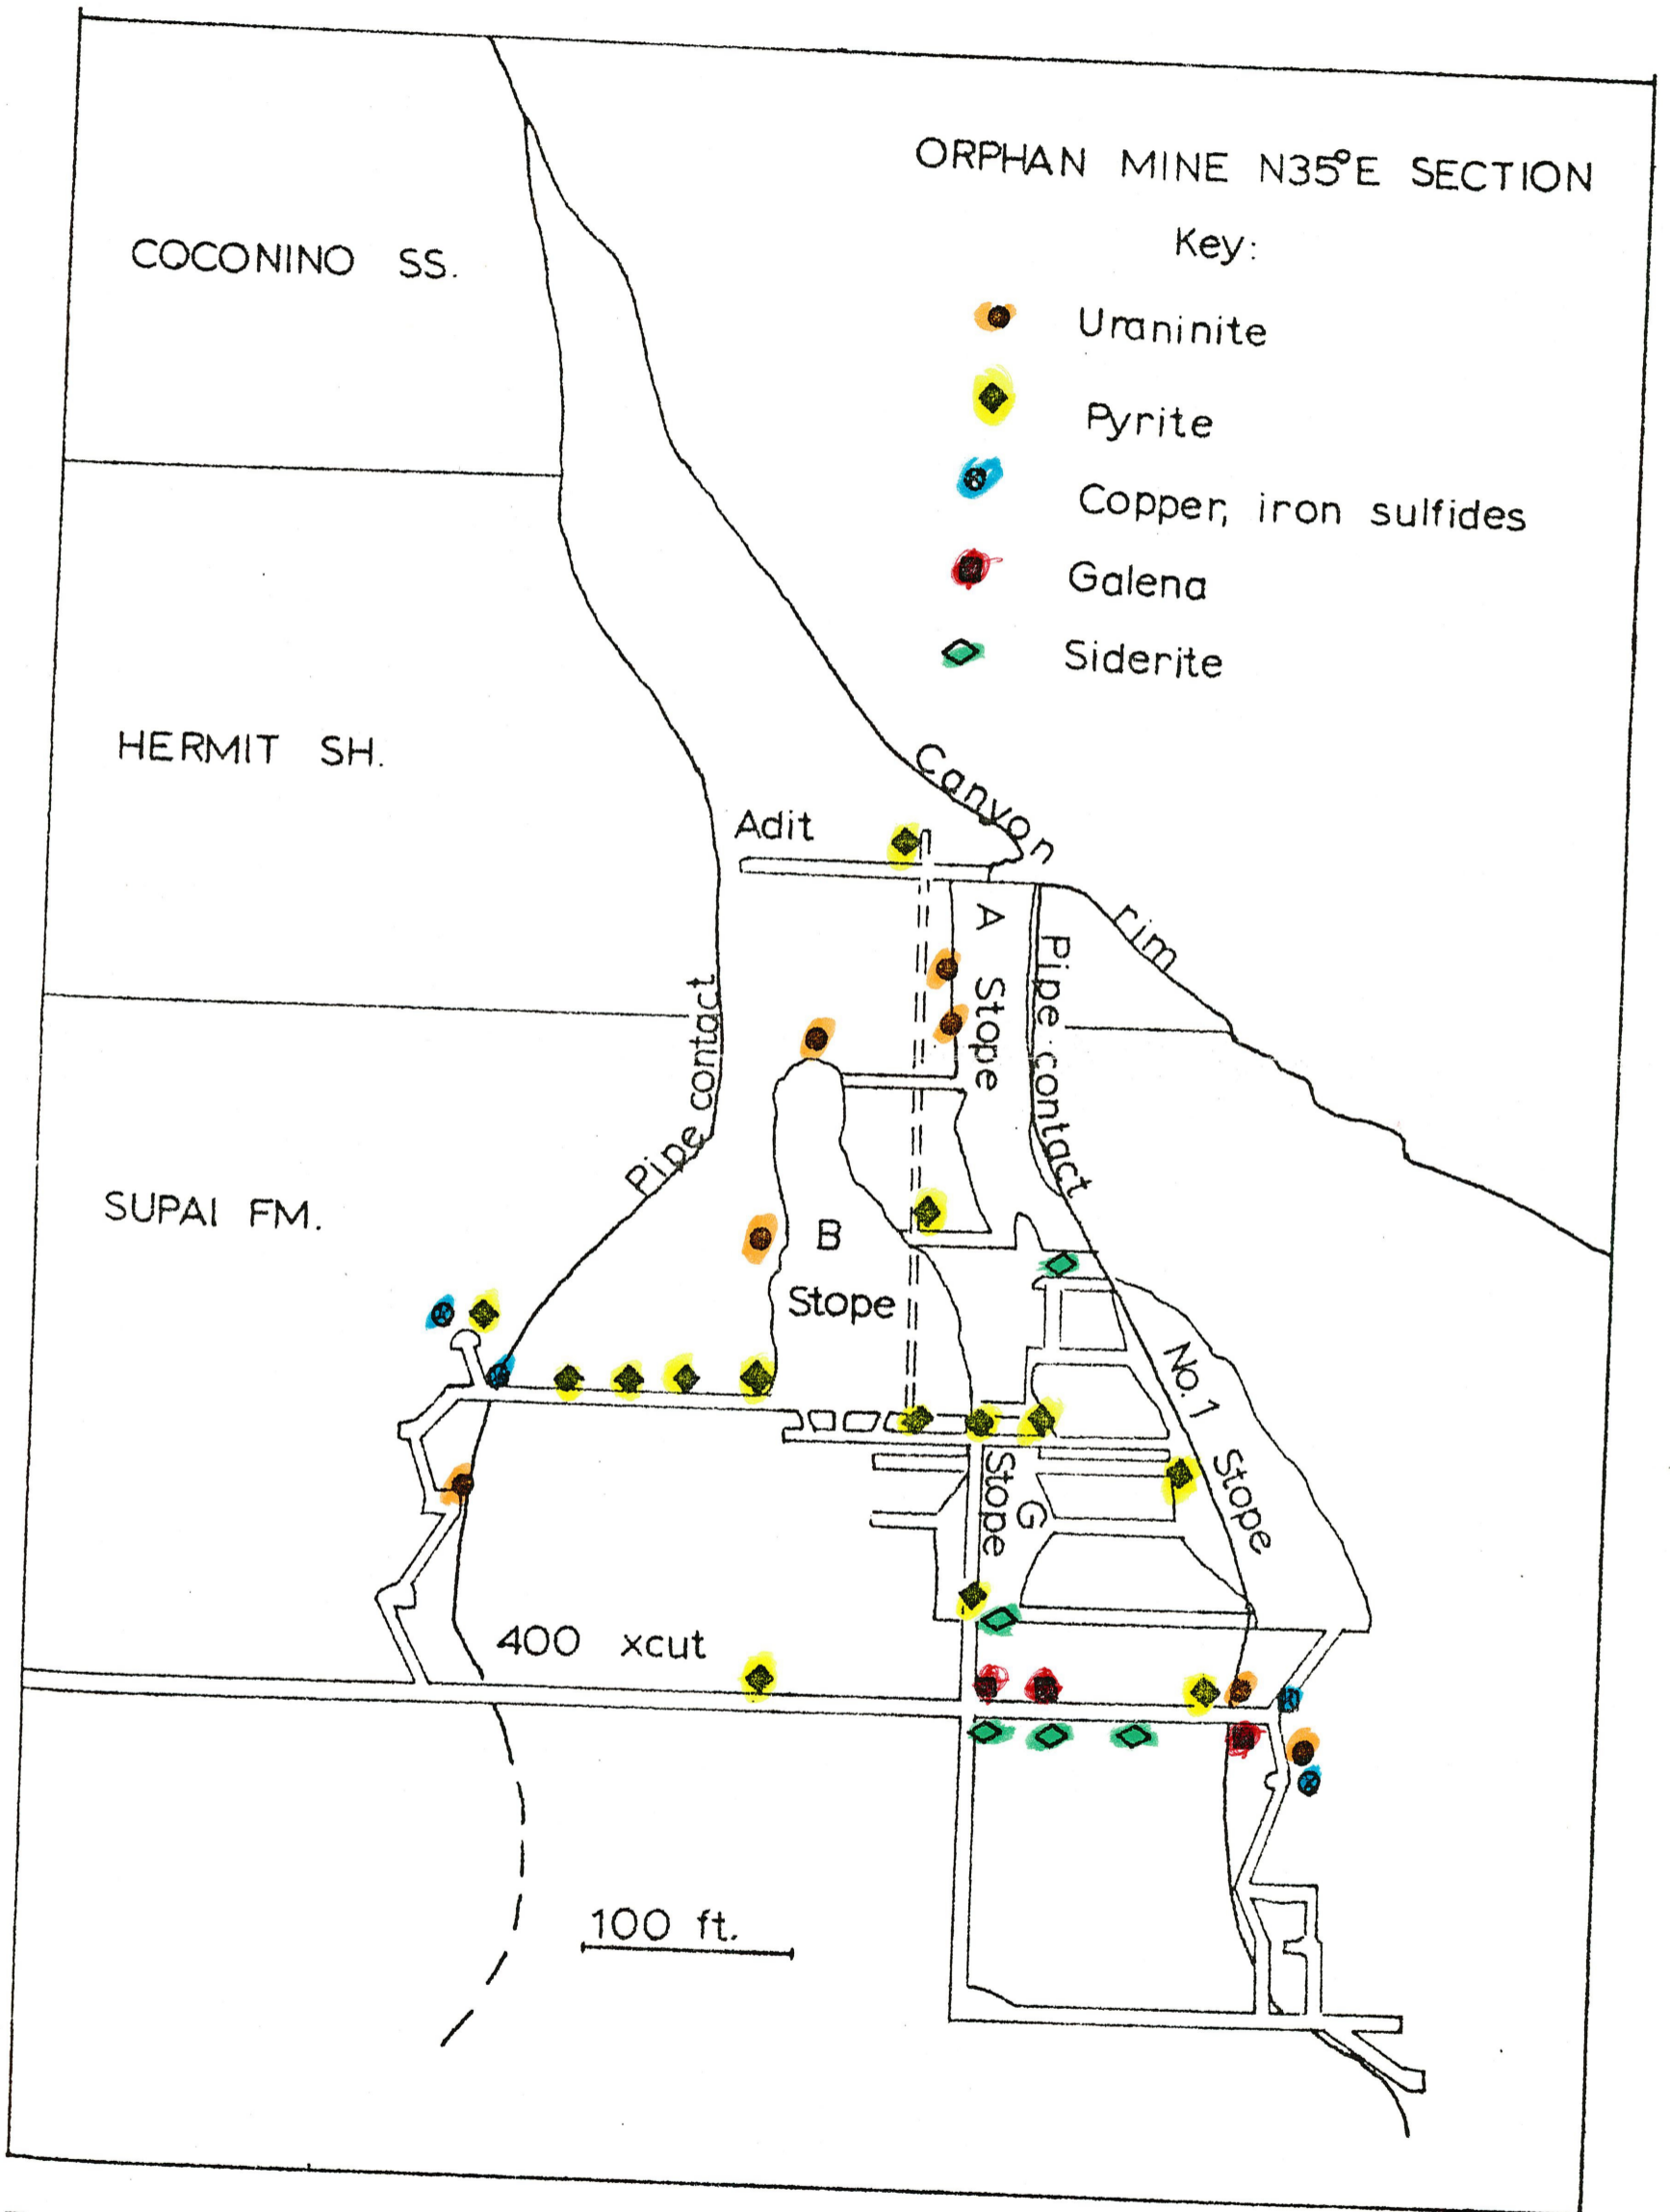 ORPHAN MINE N35°E SECTION
Key:
COCONINO SS.
Uraninite
Pyrite
Copper, iron sulfides
Galena
Siderite
HERMIT SH.
Canyon rim
Adit
A Stope
Pipe contact
Pipe contact
SUPAI FM.
B
Stope
No. 1 Stope
G
Stope
400 xcut
100 ft.